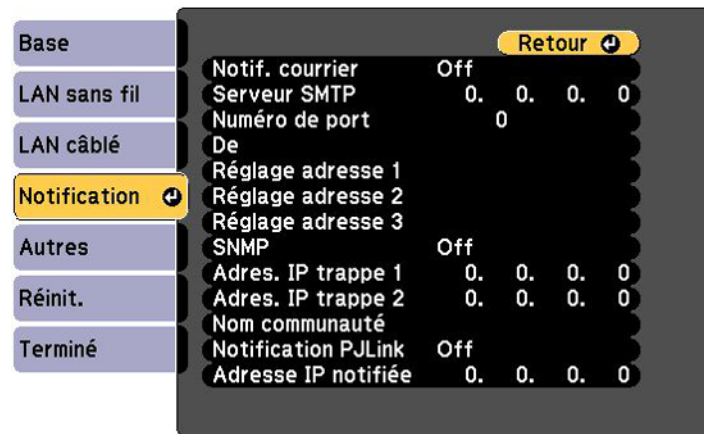 Base
LAN sans fil
LAN câblé
Notification
Autres
Réinit.
Terminé
Retour
Notif. courrier Off
Serveur SMTP 0. 0. 0. 0
Numéro de port 0
De
Réglage adresse 1
Réglage adresse 2
Réglage adresse 3
SNMP Off
Adres. IP trappe 1 0. 0. 0. 0
Adres. IP trappe 2 0. 0. 0. 0
Nom communauté
Notification PJLink Off
Adresse IP notifiée 0. 0. 0. 0